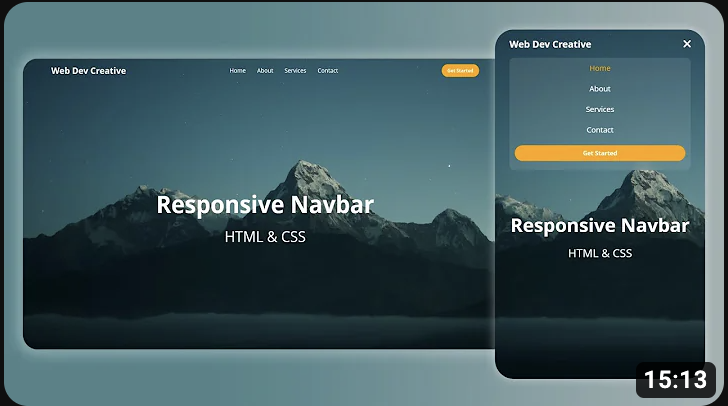 Web Dev Creative
Home About Services Contact
Get Started
Responsive Navbar
HTML & CSS
Web Dev Creative ✕
Home
About
Services
Contact
Get Started
Responsive Navbar
HTML & CSS
15:13